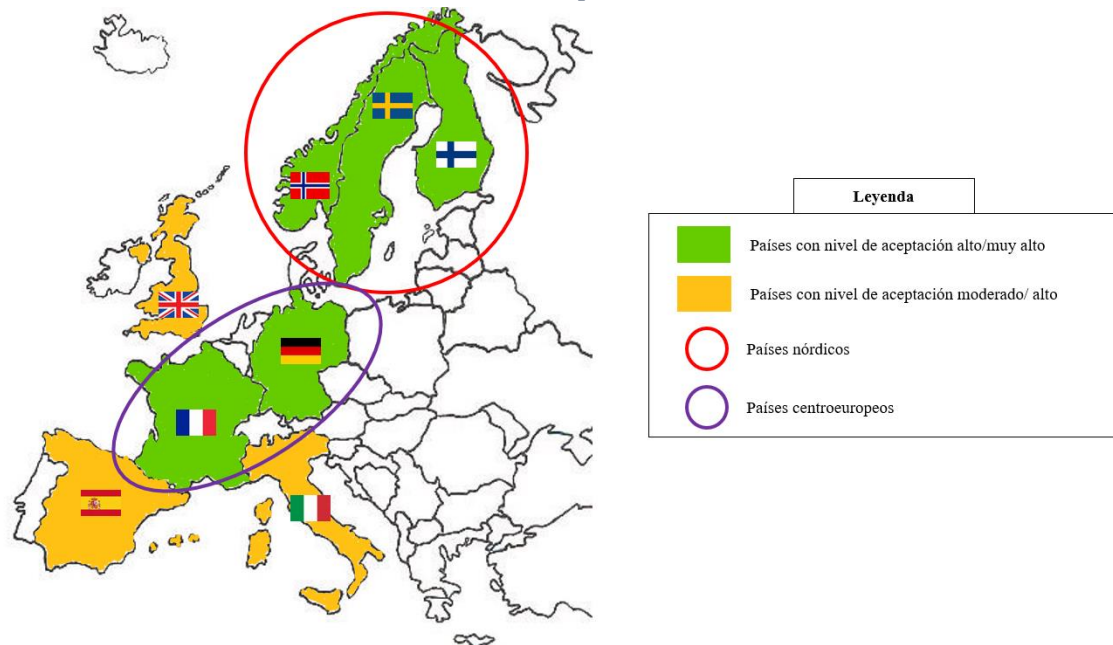 Leyenda
Países con nivel de aceptación alto/muy alto
Países con nivel de aceptación moderado/ alto
Países nórdicos
Países centroeuropeos